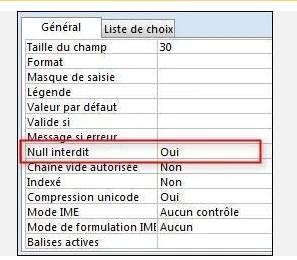 Général Liste de choix
Taille du champ 30
Format
Masque de saisie
Légende
Valeur par défaut
Valide si
Message si erreur
Null interdit Oui
Chaîne vide autorisée Non
Indexé Non
Compression unicode Oui
Mode IME Aucun contrôle
Mode de formulation IME Aucun
Balises actives